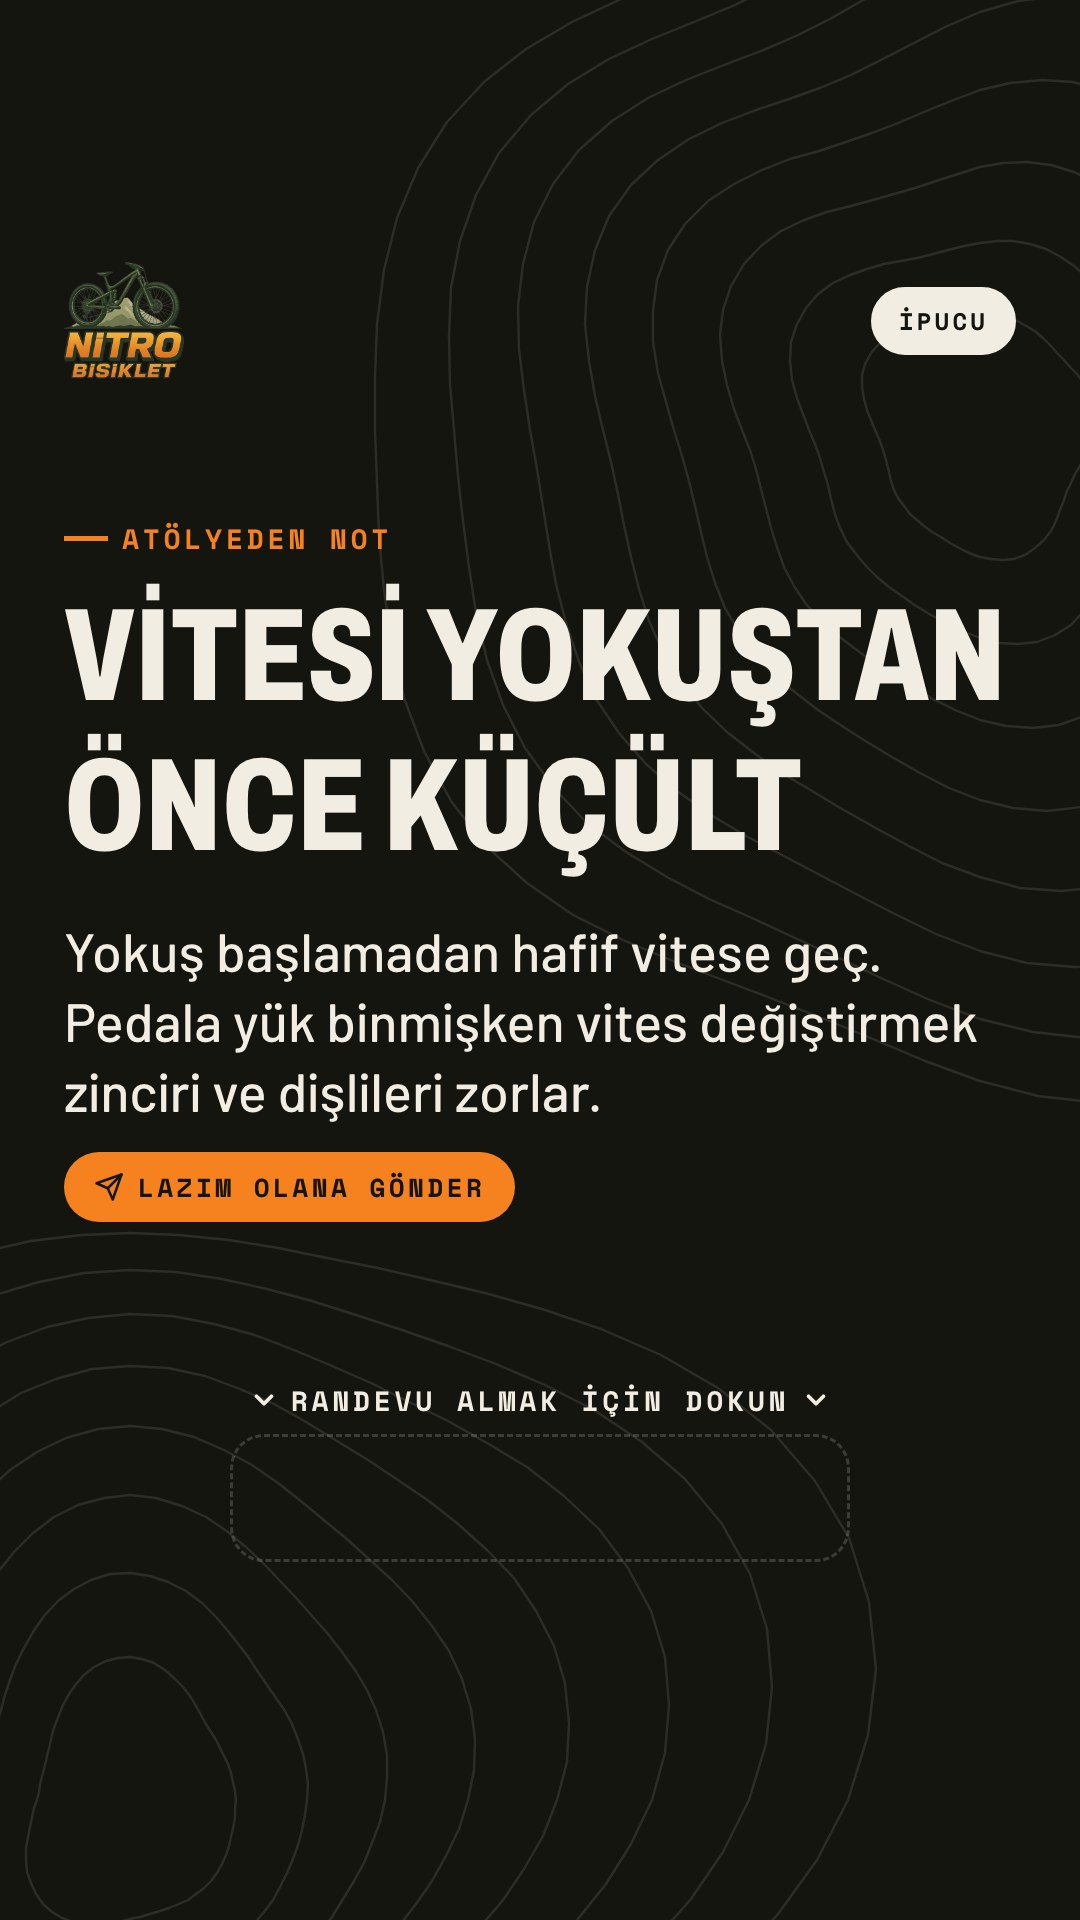 NiTRO
BiSiKLET
İPUCU
ATÖLYEDEN NOT
VİTESİ YOKUŞTAN
ÖNCE KÜÇÜLT
Yokuş başlamadan hafif vitese geç.
Pedala yük binmişken vites değiştirmek
zinciri ve dişlileri zorlar.
LAZIM OLANA GÖNDER
RANDEVU ALMAK İÇİN DOKUN